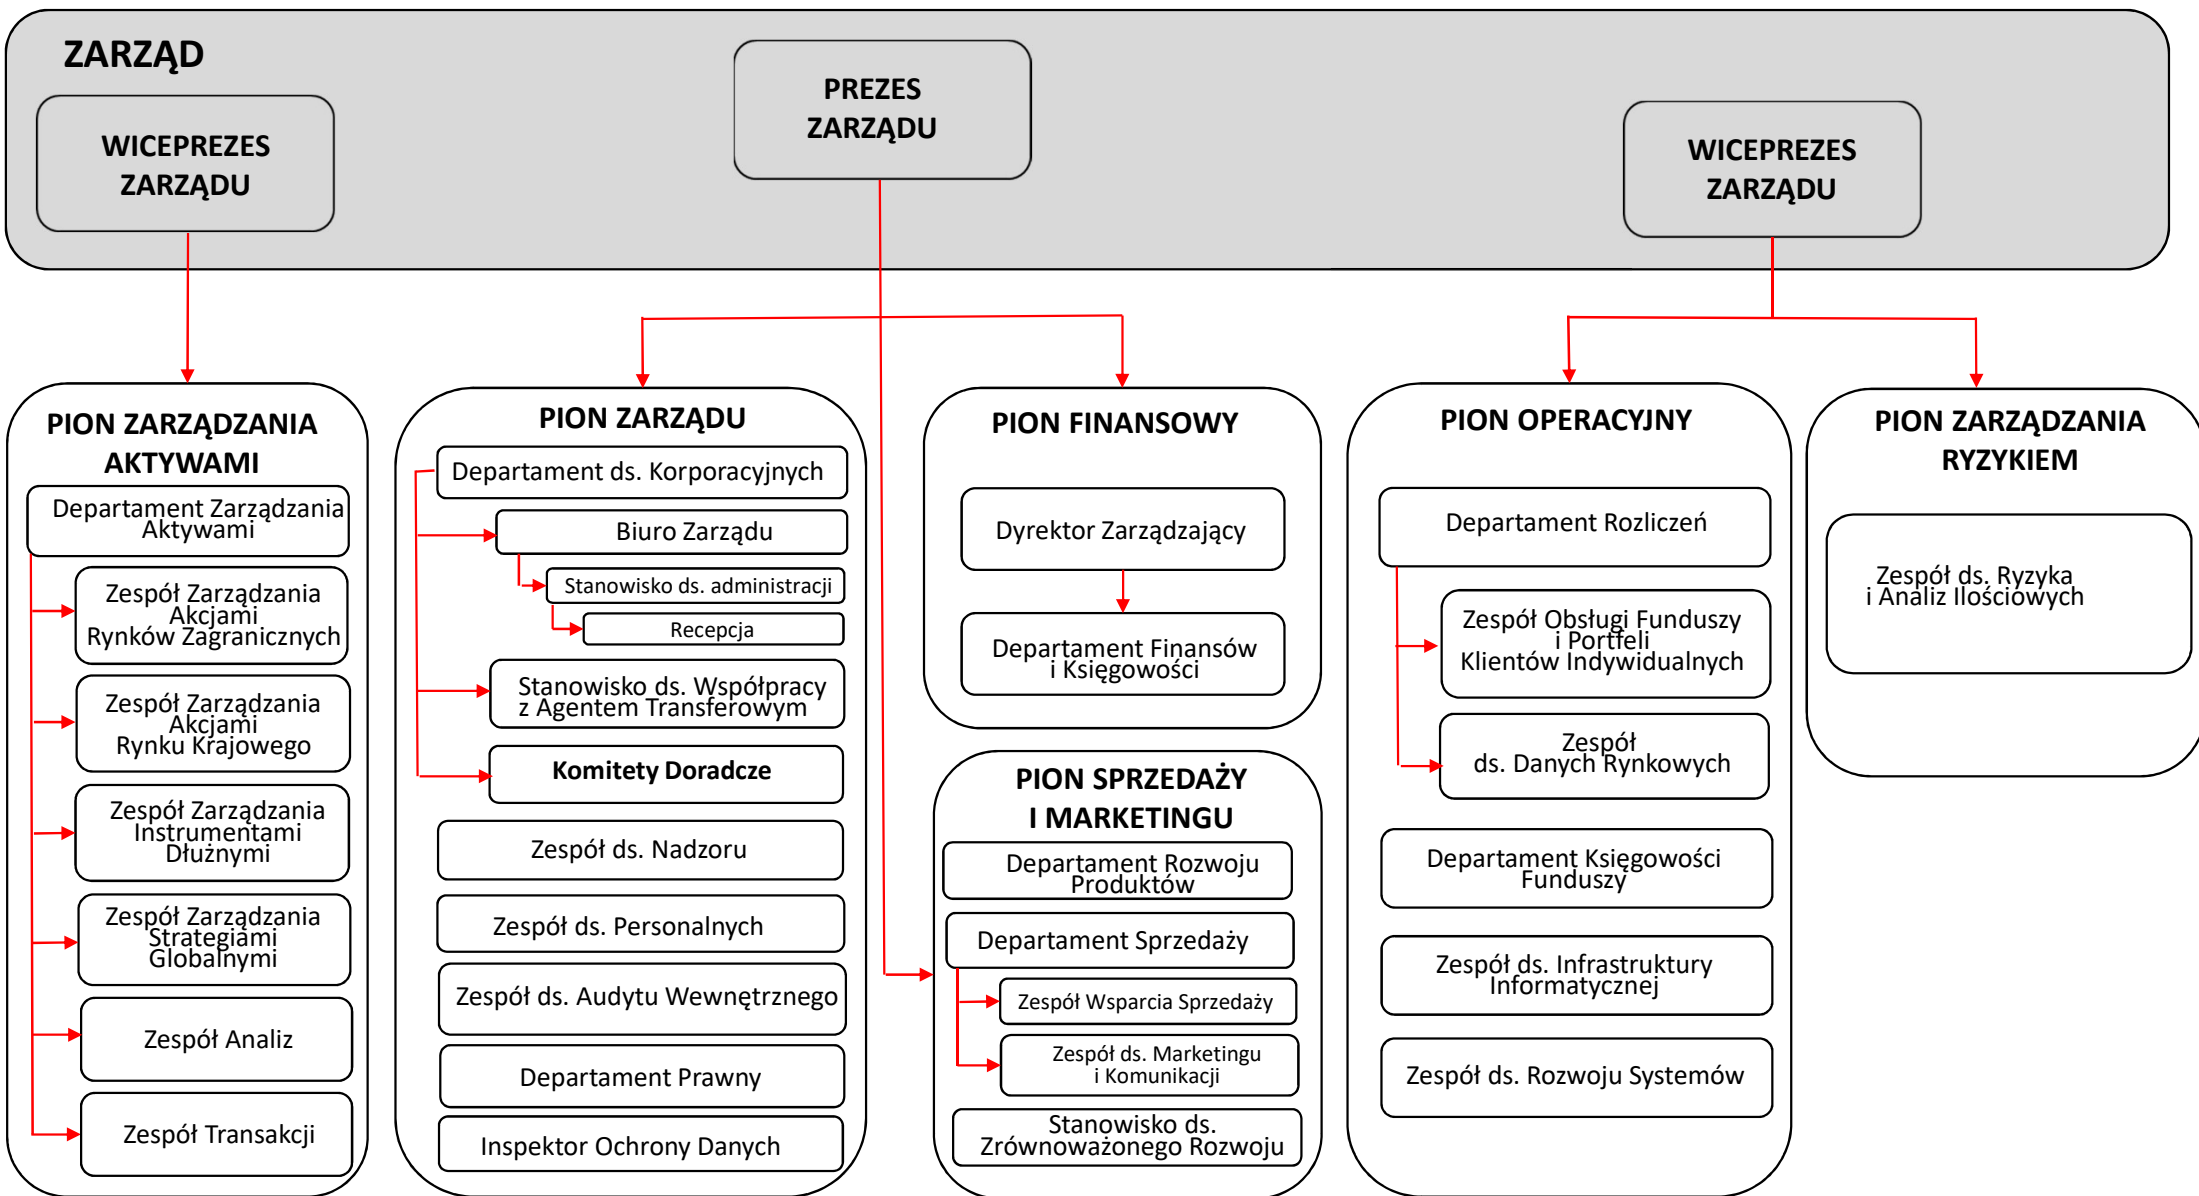 ZARZĄD
WICEPREZES
ZARZĄDU
PREZES
ZARZĄDU
WICEPREZES
ZARZĄDU
PION ZARZĄDZANIA
AKTYWAMI
Departament Zarządzania
Aktywami
Zespół Zarządzania
Akcjami
Rynków Zagranicznych
Zespół Zarządzania
Akcjami
Rynku Krajowego
Zespół Zarządzania
Instrumentami
Dłużnymi
Zespół Zarządzania
Strategiami
Globalnymi
Zespół Analiz
Zespół Transakcji
PION ZARZĄDU
Departament ds. Korporacyjnych
Biuro Zarządu
Stanowisko ds. administracji
Recepcja
Stanowisko ds. Współpracy
z Agentem Transferowym
Komitety Doradcze
Zespół ds. Nadzoru
Zespół ds. Personalnych
Zespół ds. Audytu Wewnętrznego
Departament Prawny
Inspektor Ochrony Danych
PION FINANSOWY
Dyrektor Zarządzający
Departament Finansów
i Księgowości
PION SPRZEDAŻY
I MARKETINGU
Departament Rozwoju
Produktów
Departament Sprzedaży
Zespół Wsparcia Sprzedaży
Zespół ds. Marketingu
i Komunikacji
Stanowisko ds.
Zrównoważonego Rozwoju
PION OPERACYJNY
Departament Rozliczeń
Zespół Obsługi Funduszy
i Portfeli
Klientów Indywidualnych
Zespół
ds. Danych Rynkowych
Departament Księgowości
Funduszy
Zespół ds. Infrastruktury
Informatycznej
Zespół ds. Rozwoju Systemów
PION ZARZĄDZANIA
RYZYKIEM
Zespół ds. Ryzyka
i Analiz Ilościowych